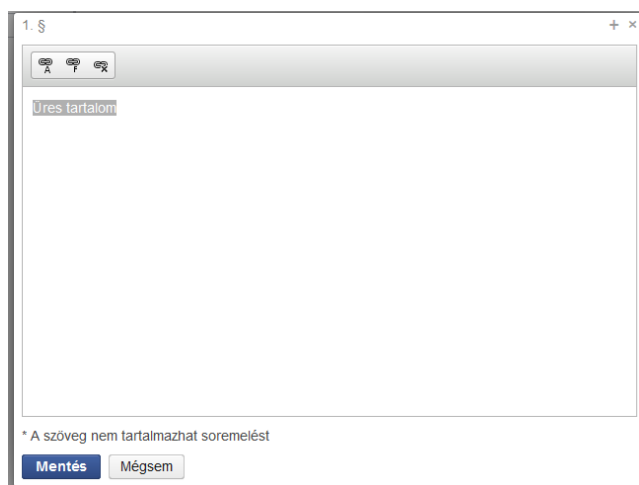 1. § + ×
A F
Üres tartalom
* A szöveg nem tartalmazhat soremelést
Mentés Mégsem